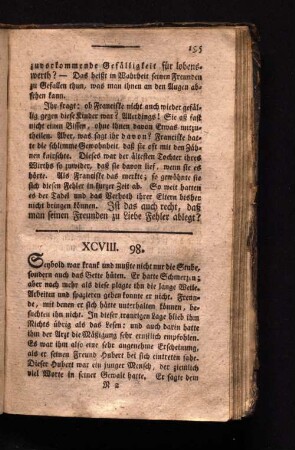 195
zuvorkommende Gefälligkeit für lobens-
werth? — Das heißt in Wahrheit seinen Freunden
zu Gefallen thun, was man ihnen an den Augen ab-
sehen kann.
Ihr fragt: ob Franciske nicht auch wieder gefäl-
lig gegen diese Kinder war? Allerdings! Sie aß fast
nicht einen Bissen, ohne Ihnen davon Etwas mitzu-
theilen. Aber, was sagt ihr davon? Franciske hat-
te die schlimme Gewohnheit, daß sie oft mit den Zäh-
nen knirschte. Dieses war der ältesten Tochter ihres
Wirths so zuwider, daß sie davon lief, wenn sie es
hörte. Als Franciske das merkte; so gewöhnte sie
sich diesen Fehler in kurzer Zeit ab. So weit hatten
es der Tadel und das Verboth ihrer Eltern bisher
nicht bringen können. Ist das auch recht, daß
man seinen Freunden zu Liebe Fehler ablegt?
XCVIII. 98.
Seybold war krank und mußte nicht nur die Stube,
sondern auch das Bette hüten. Er hatte Schmerzen;
aber noch mehr als diese plagte ihn die lange Weile.
Arbeiten und spazieren gehen konnte er nicht. Freun-
de, mit denen er sich hätte unterhalten können, be-
suchten ihn nicht. In dieser traurigen Lage blieb ihm
Nichts übrig als das Lesen: und auch darin hatte
ihm der Arzt die Mäßigung sehr ernstlich empfohlen.
Es war ihm also eine sehr angenehme Erscheinung,
als er seinen Freund Hubert bei sich eintreten sahe.
Dieser Hubert war ein junger Mensch, der ziemlich
viel Worte in seiner Gewalt hatte. Er sagte dem
N 2